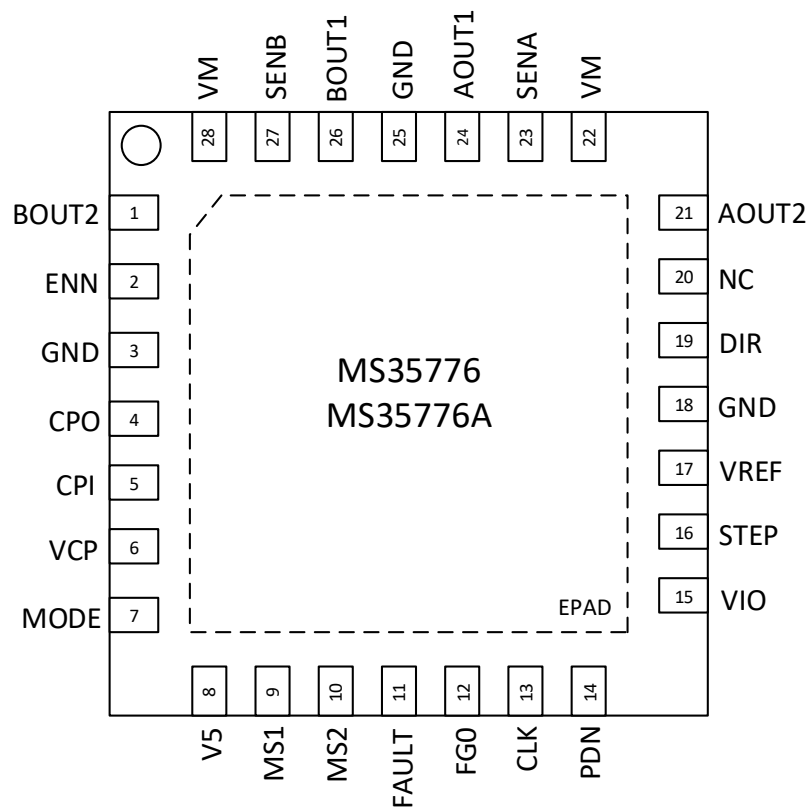 VM
SENB
BOUT1
GND
AOUT1
SENA
VM
28
27
26
25
24
23
22
BOUT2 1
ENN 2
GND 3
CPO 4
CPI 5
VCP 6
MODE 7
21 AOUT2
20 NC
19 DIR
18 GND
17 VREF
16 STEP
15 VIO
MS35776
MS35776A
EPAD
8
9
10
11
12
13
14
V5
MS1
MS2
FAULT
FG0
CLK
PDN